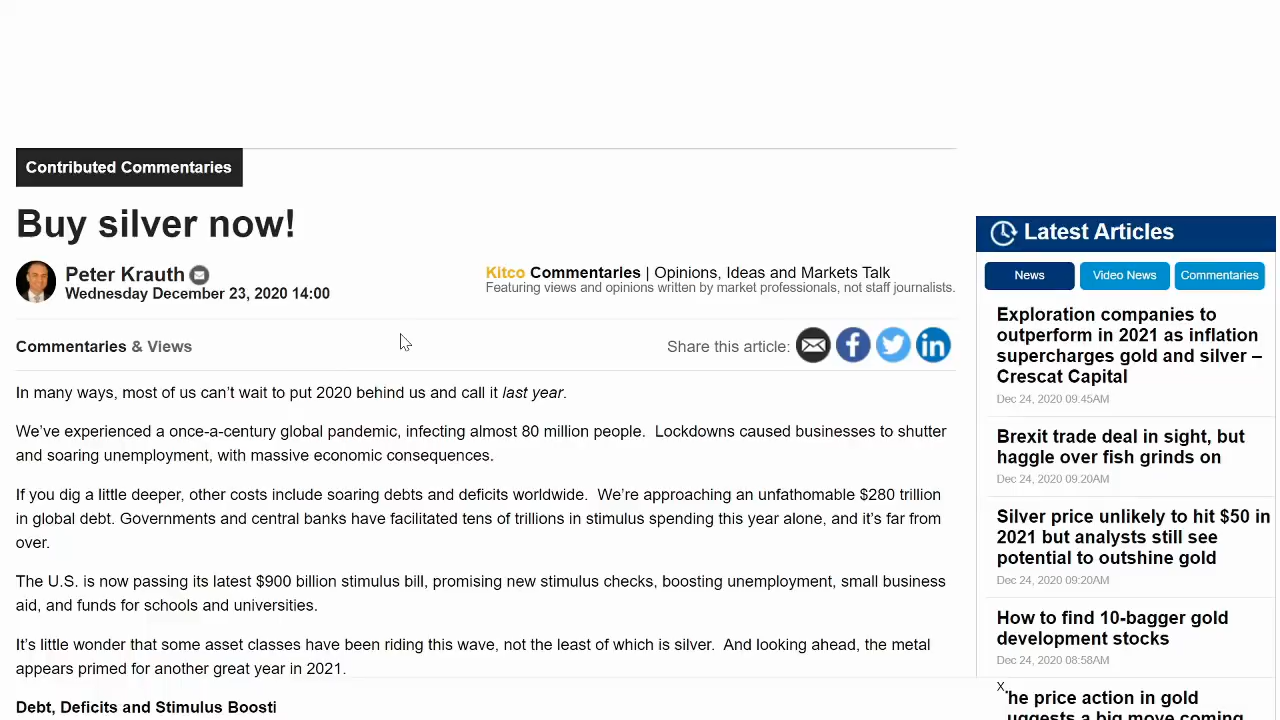 Contributed Commentaries
Buy silver now!
Peter Krauth
Wednesday December 23, 2020 14:00
Kitco Commentaries | Opinions, Ideas and Markets Talk
Featuring views and opinions written by market professionals, not staff journalists.
Commentaries & Views
Share this article:
In many ways, most of us can’t wait to put 2020 behind us and call it last year.
We’ve experienced a once-a-century global pandemic, infecting almost 80 million people.  Lockdowns caused businesses to shutter
and soaring unemployment, with massive economic consequences.
If you dig a little deeper, other costs include soaring debts and deficits worldwide.  We’re approaching an unfathomable $280 trillion
in global debt. Governments and central banks have facilitated tens of trillions in stimulus spending this year alone, and it’s far from
over.
The U.S. is now passing its latest $900 billion stimulus bill, promising new stimulus checks, boosting unemployment, small business
aid, and funds for schools and universities.
It’s little wonder that some asset classes have been riding this wave, not the least of which is silver.  And looking ahead, the metal
appears primed for another great year in 2021.
Debt, Deficits and Stimulus Boosti
Latest Articles
News
Video News
Commentaries
Exploration companies to
outperform in 2021 as inflation
supercharges gold and silver –
Crescat Capital
Dec 24, 2020 09:45AM
Brexit trade deal in sight, but
haggle over fish grinds on
Dec 24, 2020 09:20AM
Silver price unlikely to hit $50 in
2021 but analysts still see
potential to outshine gold
Dec 24, 2020 09:20AM
How to find 10-bagger gold
development stocks
Dec 24, 2020 08:58AM
X
he price action in gold
uggests a big move coming